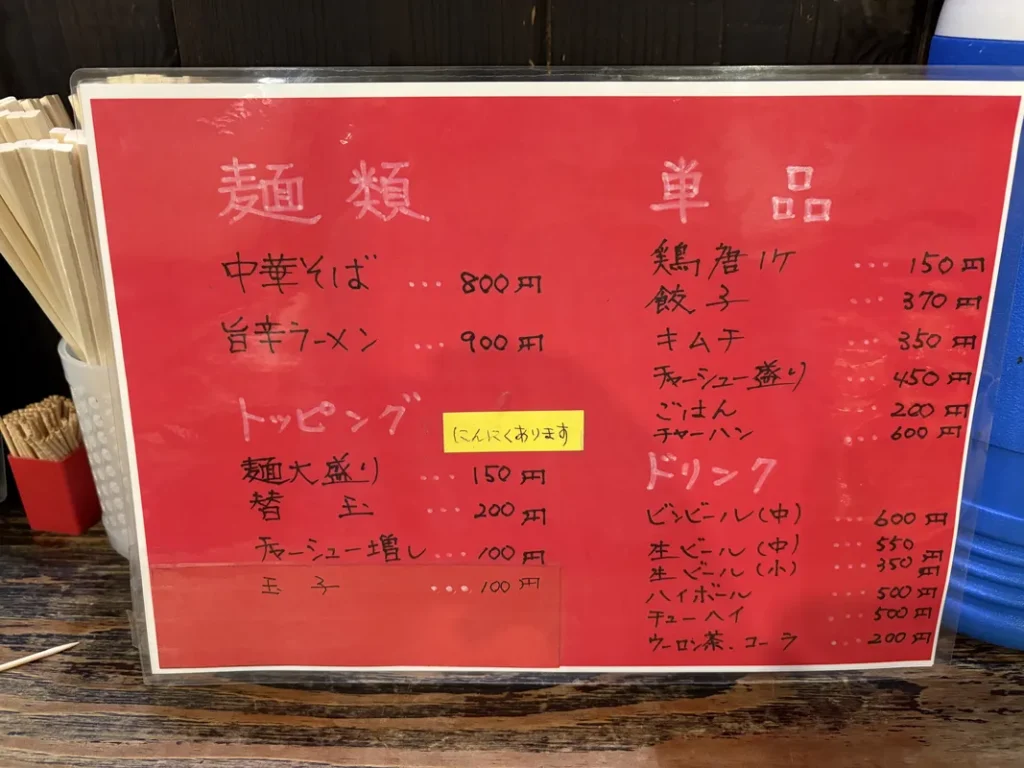 麺類
中華そば ... 800円
旨辛ラーメン ... 900円
トッピング
にんにくあります
麺大盛り ... 150円
替玉 ... 200円
チャーシュー増し ... 100円
玉子 ... 100円
単品
鶏唐1ケ ... 150円
餃子 ... 370円
キムチ ... 350円
チャーシュー盛り ... 450円
ごはん ... 200円
チャーハン ... 600円
ドリンク
ビンビール(中) ... 600円
生ビール(中) ... 550円
生ビール(小) ... 350円
ハイボール ... 500円
チューハイ ... 500円
ウーロン茶、コーラ ... 200円